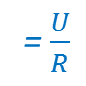 = U/R